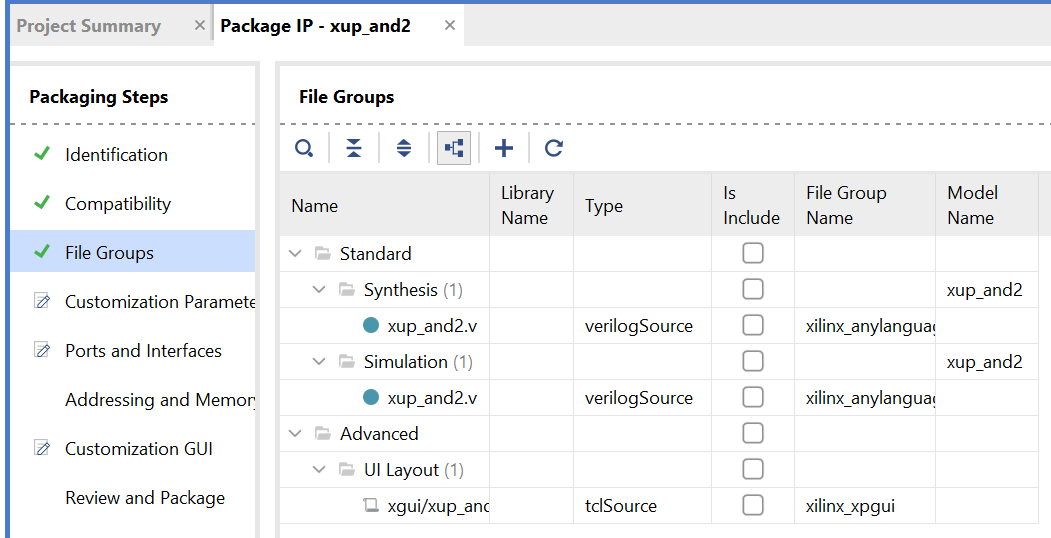 Project Summary × Package IP - xup_and2 ×
Packaging Steps
Identification
Compatibility
File Groups
Customization Paramete
Ports and Interfaces
Addressing and Memory
Customization GUI
Review and Package
File Groups
Name Library Name Type Is Include File Group Name Model Name
Standard
Synthesis (1) xup_and2
xup_and2.v verilogSource xilinx_anylanguag
Simulation (1) xup_and2
xup_and2.v verilogSource xilinx_anylanguag
Advanced
UI Layout (1)
xgui/xup_and tclSource xilinx_xpgui